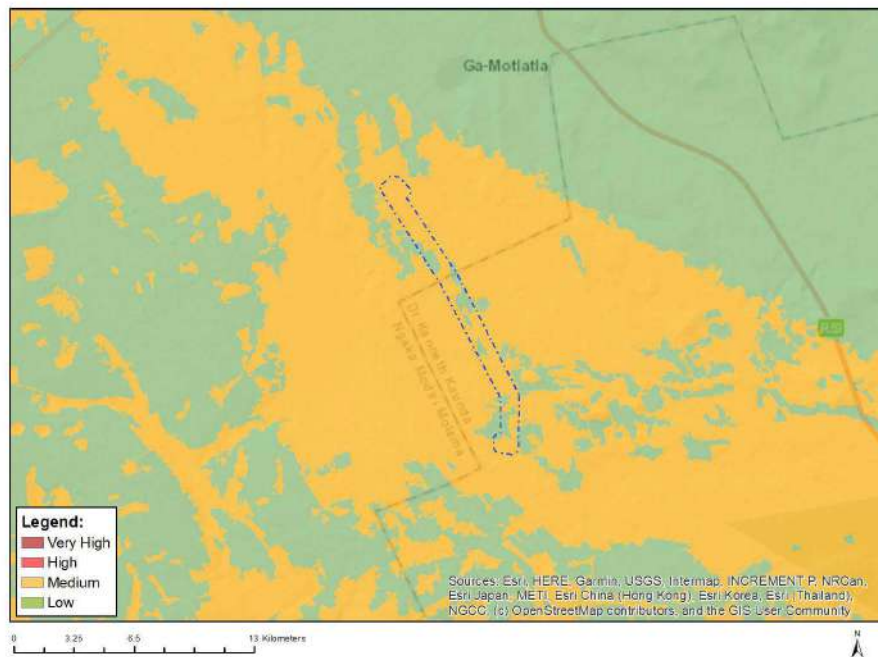 Ga-Motlatla
Dr. Kenneth Kaunda
Ngaka Modiri Molema
R52
Legend:
Very High
High
Medium
Low
Sources: Esri, HERE, Garmin, USGS, Intermap, INCREMENT P, NRCan,
Esri Japan, METI, Esri China (Hong Kong), Esri Korea, Esri (Thailand),
NGCC, (c) OpenStreetMap contributors, and the GIS User Community
0 3.25 6.5 13 Kilometers
N